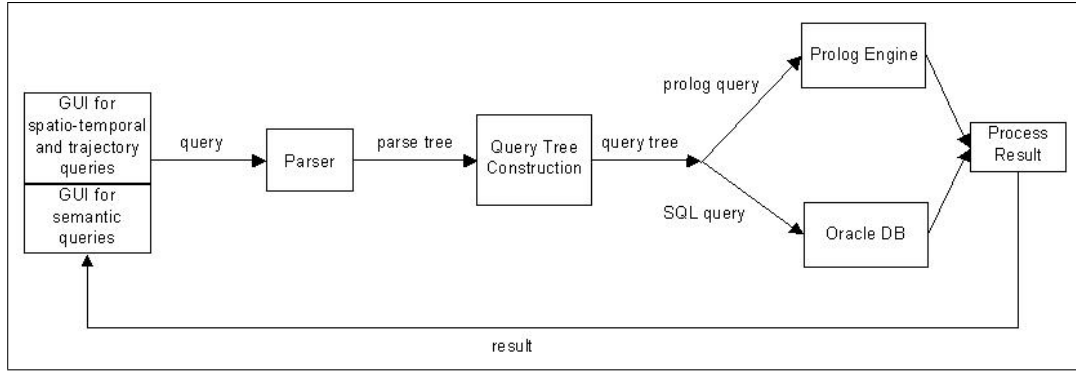 GUI for
spatio-temporal
and trajectory
queries
GUI for
semantic
queries
query
Parser
parse tree
Query Tree
Construction
query tree
prolog query
SQL query
Prolog Engine
Oracle DB
Process
Result
result